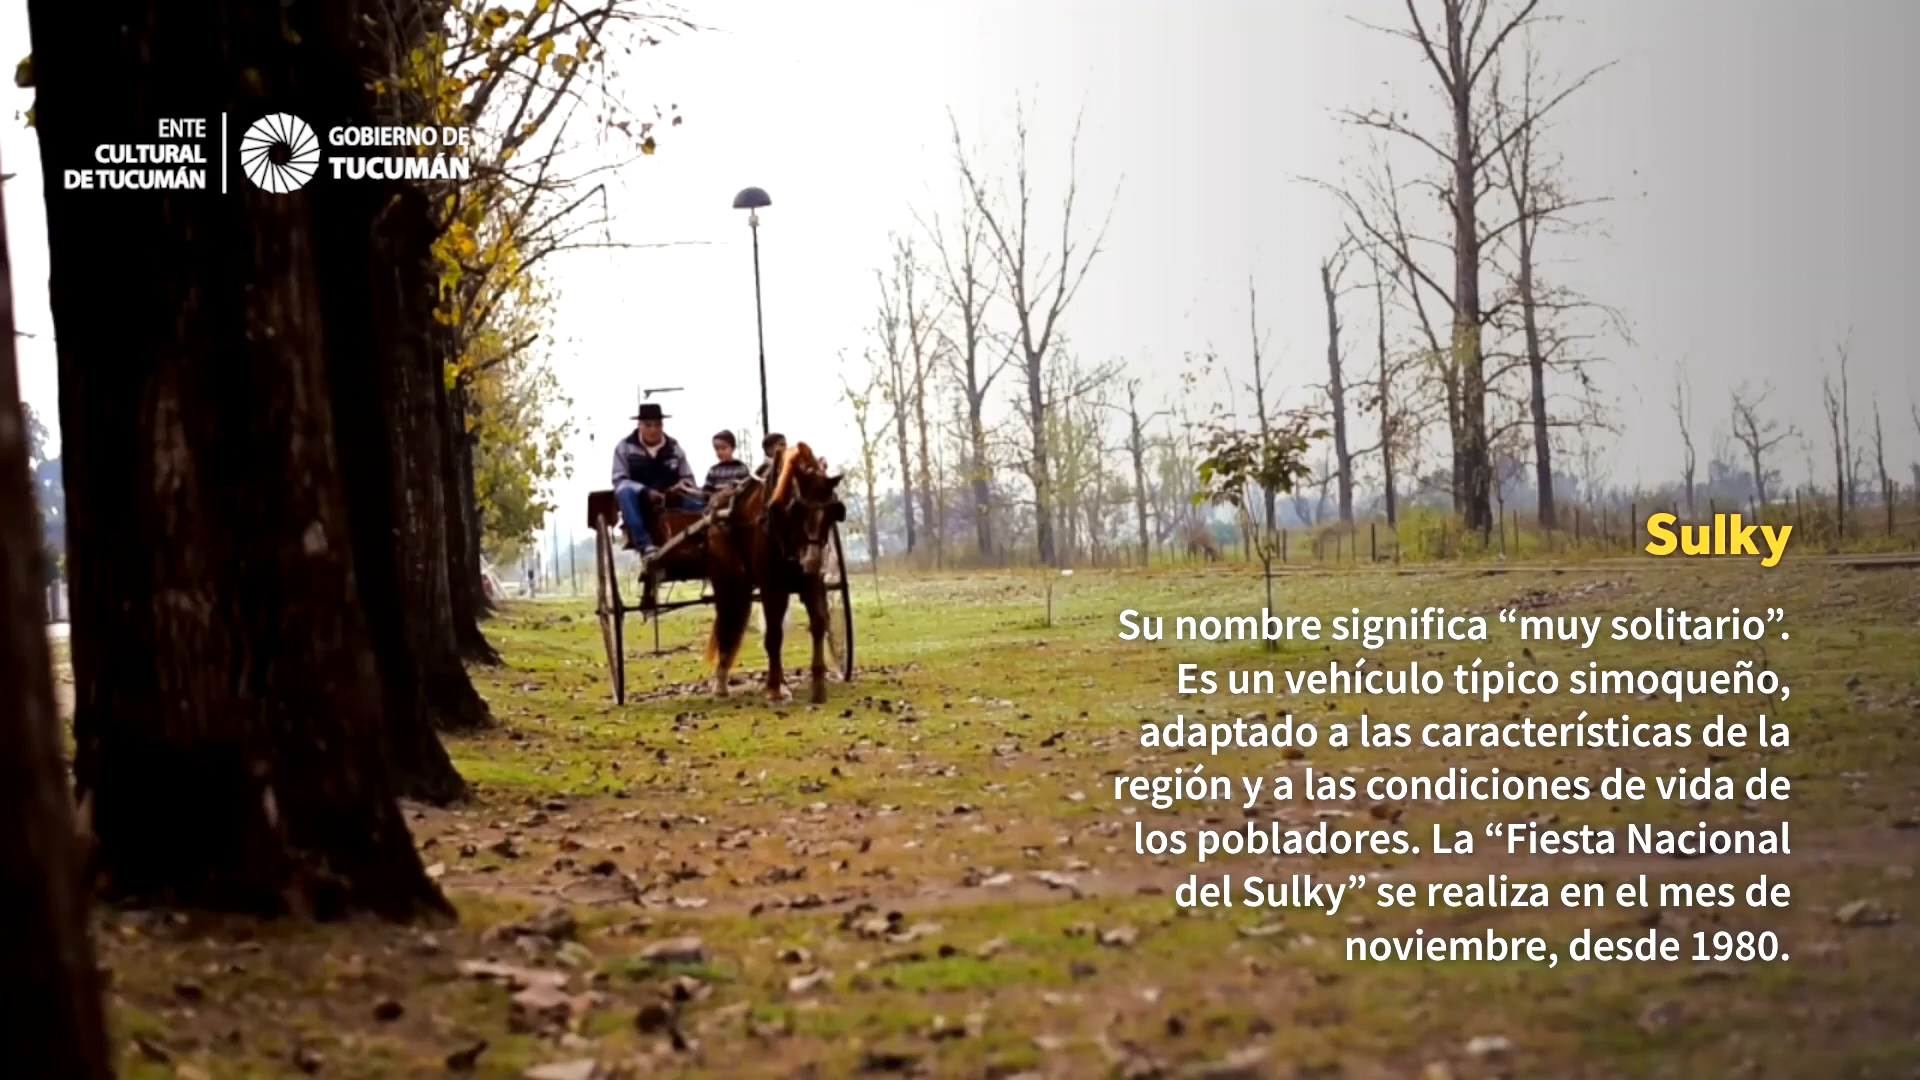 ENTE
CULTURAL
DE TUCUMÁN
GOBIERNO DE
TUCUMÁN
Sulky
Su nombre significa “muy solitario”.
Es un vehículo típico simoqueño,
adaptado a las características de la
región y a las condiciones de vida de
los pobladores. La “Fiesta Nacional
del Sulky” se realiza en el mes de
noviembre, desde 1980.